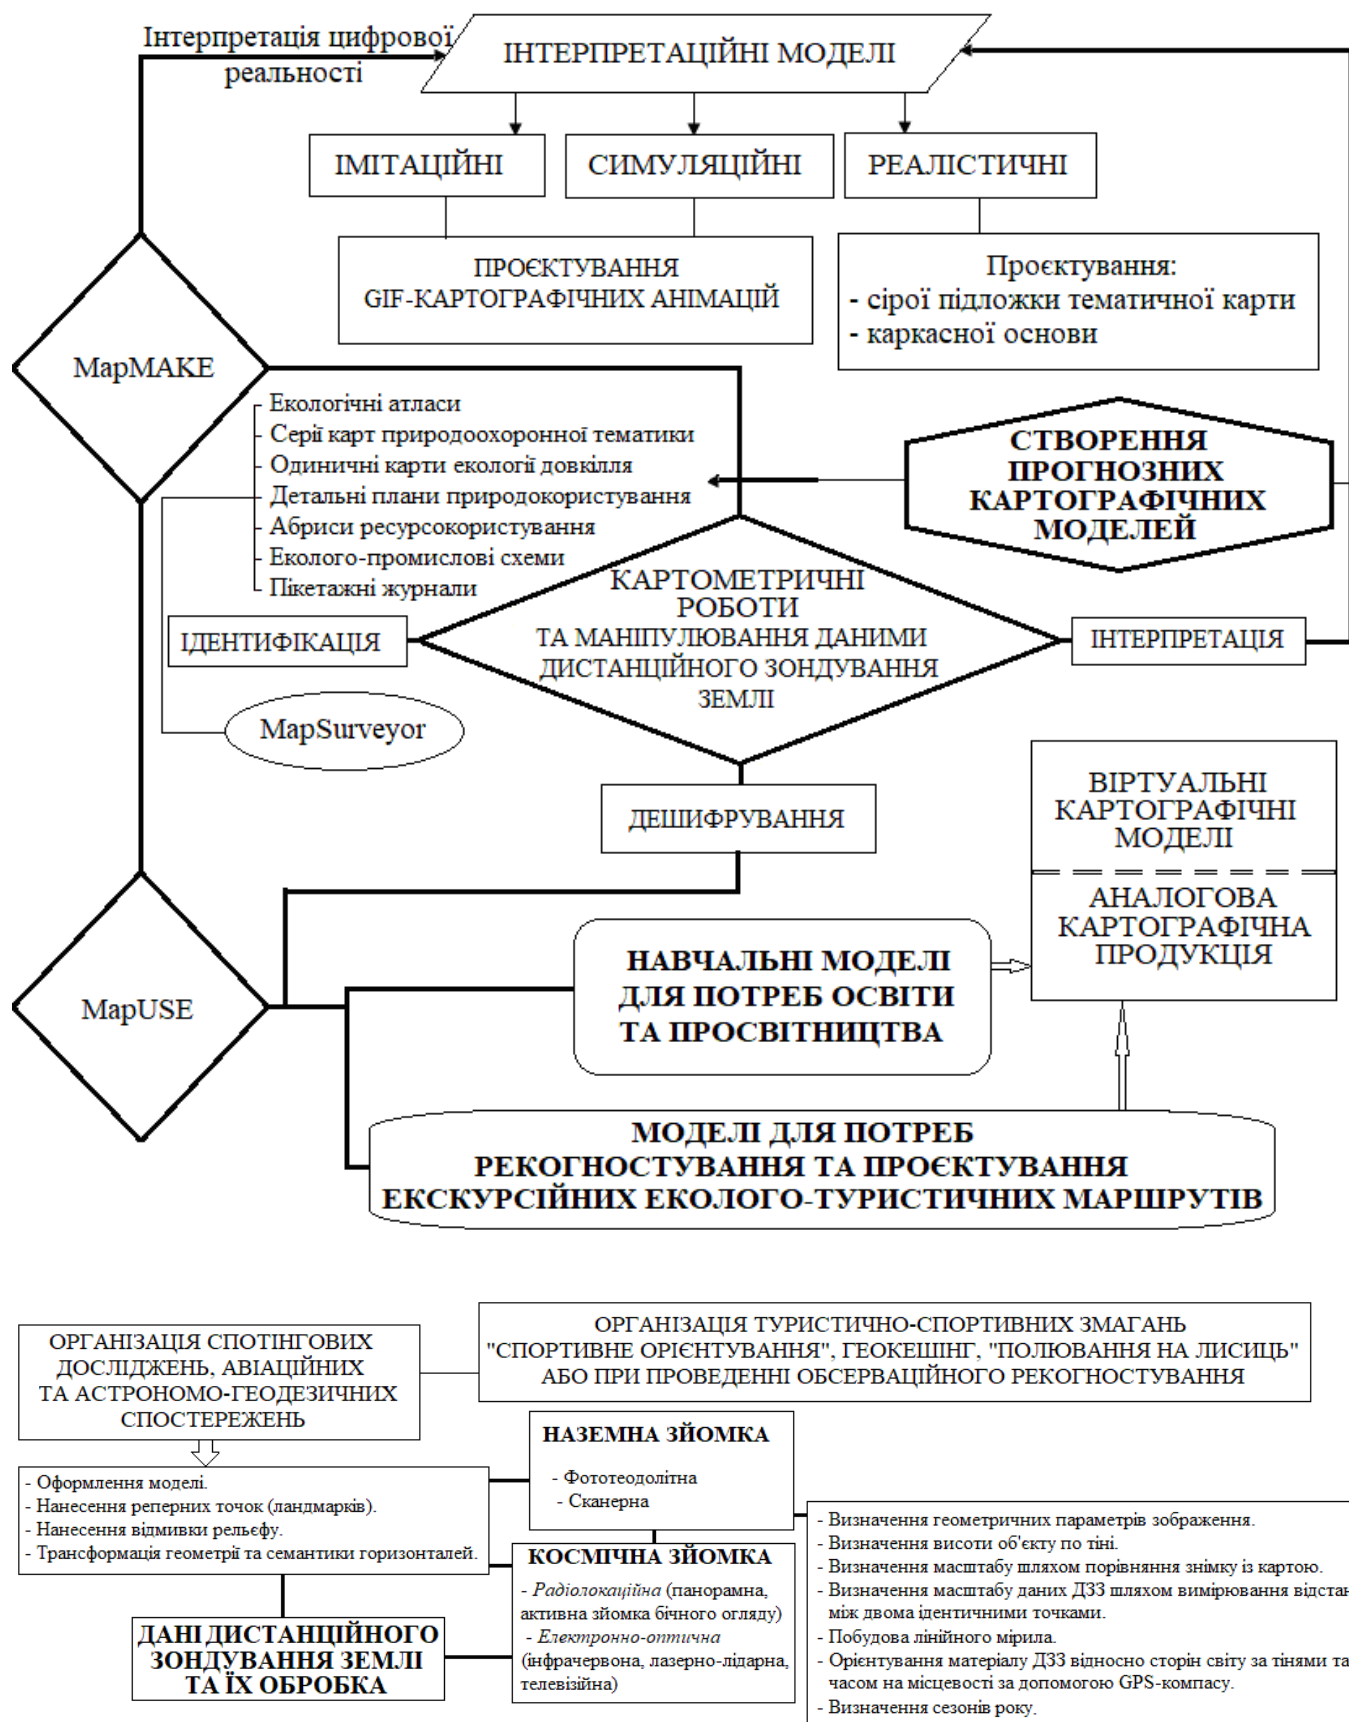 Інтерпретація цифрової
реальності
ІНТЕРПРЕТАЦІЙНІ МОДЕЛІ
ІМІТАЦІЙНІ
СИМУЛЯЦІЙНІ
РЕАЛІСТИЧНІ
ПРОЄКТУВАННЯ
GIF-КАРТОГРАФІЧНИХ АНІМАЦІЙ
Проєктування:
- сірої підложки тематичної карти
- каркасної основи
MapMAKE
Екологічні атласи
Серії карт природоохоронної тематики
Одиничні карти екології довкілля
Детальні плани природокористування
Абриси ресурсокористування
Еколого-промислові схеми
Пікетажні журнали
СТВОРЕННЯ
ПРОГНОЗНИХ
КАРТОГРАФІЧНИХ
МОДЕЛЕЙ
КАРТОМЕТРИЧНІ
РОБОТИ
ТА МАНІПУЛЮВАННЯ ДАНИМИ
ДИСТАНЦІЙНОГО ЗОНДУВАННЯ
ЗЕМЛІ
ІДЕНТИФІКАЦІЯ
ІНТЕРПРЕТАЦІЯ
MapSurveyor
ДЕШИФРУВАННЯ
ВІРТУАЛЬНІ
КАРТОГРАФІЧНІ
МОДЕЛІ
АНАЛОГОВА
КАРТОГРАФІЧНА
ПРОДУКЦІЯ
MapUSE
НАВЧАЛЬНІ МОДЕЛІ
ДЛЯ ПОТРЕБ ОСВІТИ
ТА ПРОСВІТНИЦТВА
МОДЕЛІ ДЛЯ ПОТРЕБ
РЕКОГНОСТУВАННЯ ТА ПРОЄКТУВАННЯ
ЕКСКУРСІЙНИХ ЕКОЛОГО-ТУРИСТИЧНИХ МАРШРУТІВ
ОРГАНІЗАЦІЯ СПОТІНГОВИХ
ДОСЛІДЖЕНЬ, АВІАЦІЙНИХ
ТА АСТРОНОМО-ГЕОДЕЗИЧНИХ
СПОСТЕРЕЖЕНЬ
ОРГАНІЗАЦІЯ ТУРИСТИЧНО-СПОРТИВНИХ ЗМАГАНЬ
"СПОРТИВНЕ ОРІЄНТУВАННЯ", ГЕОКЕШІНГ, "ПОЛЮВАННЯ НА ЛИСИЦЬ"
АБО ПРИ ПРОВЕДЕННІ ОБСЕРВАЦІЙНОГО РЕКОГНОСТУВАННЯ
- Оформлення моделі.
- Нанесення реперних точок (ландмарків).
- Нанесення відмивки рельєфу.
- Трансформація геометрії та семантики горизонталей.
НАЗЕМНА ЗЙОМКА
- Фототеодолітна
- Сканерна
КОСМІЧНА ЗЙОМКА
- Радіолокаційна (панорамна,
активна зйомка бічного огляду)
- Електронно-оптична
(інфрачервона, лазерно-лідарна,
телевізійна)
ДАНІ ДИСТАНЦІЙНОГО
ЗОНДУВАННЯ ЗЕМЛІ
ТА ЇХ ОБРОБКА
- Визначення геометричних параметрів зображення.
- Визначення висоти об'єкту по тіні.
- Визначення масштабу шляхом порівняння знімку із картою.
- Визначення масштабу даних ДЗЗ шляхом вимірювання відстан
між двома ідентичними точками.
- Побудова лінійного мірила.
- Орієнтування матеріалу ДЗЗ відносно сторін світу за тінями та
часом на місцевості за допомогою GPS-компасу.
- Визначення сезонів року.